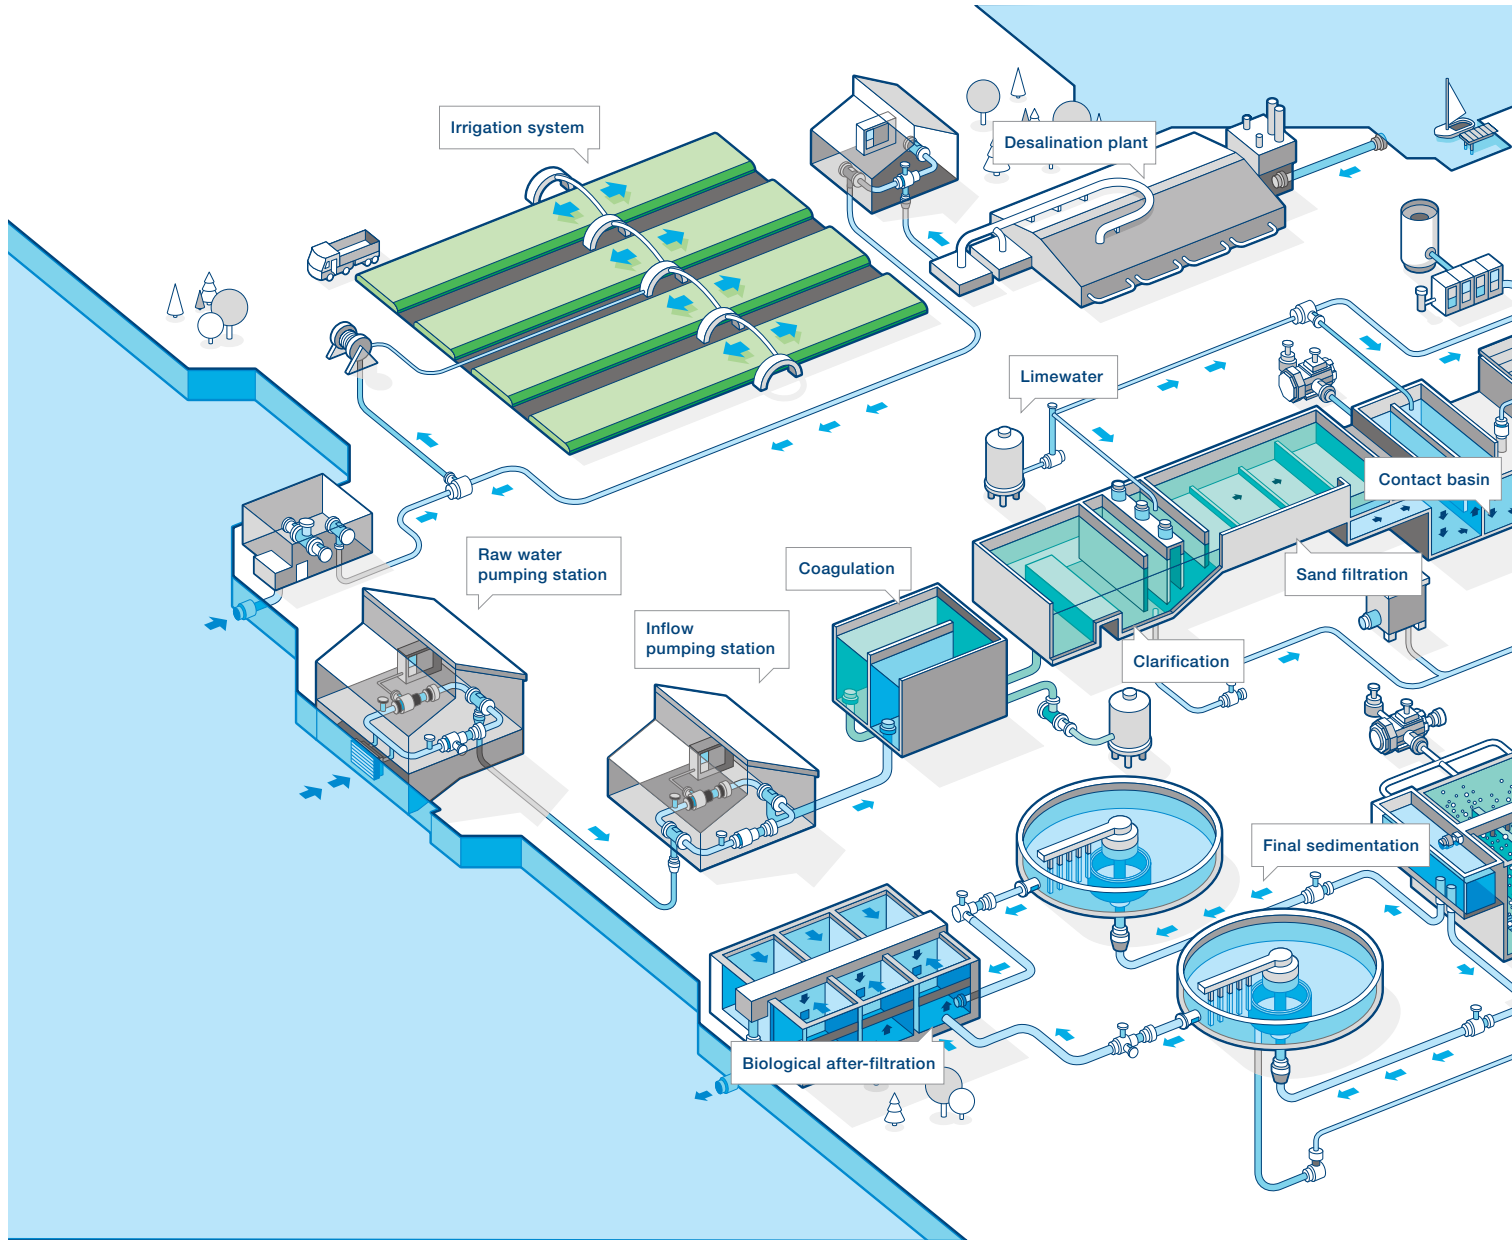 Irrigation system
Desalination plant
Limewater
Contact basin
Raw water
pumping station
Coagulation
Sand filtration
Inflow
pumping station
Clarification
Final sedimentation
Biological after-filtration